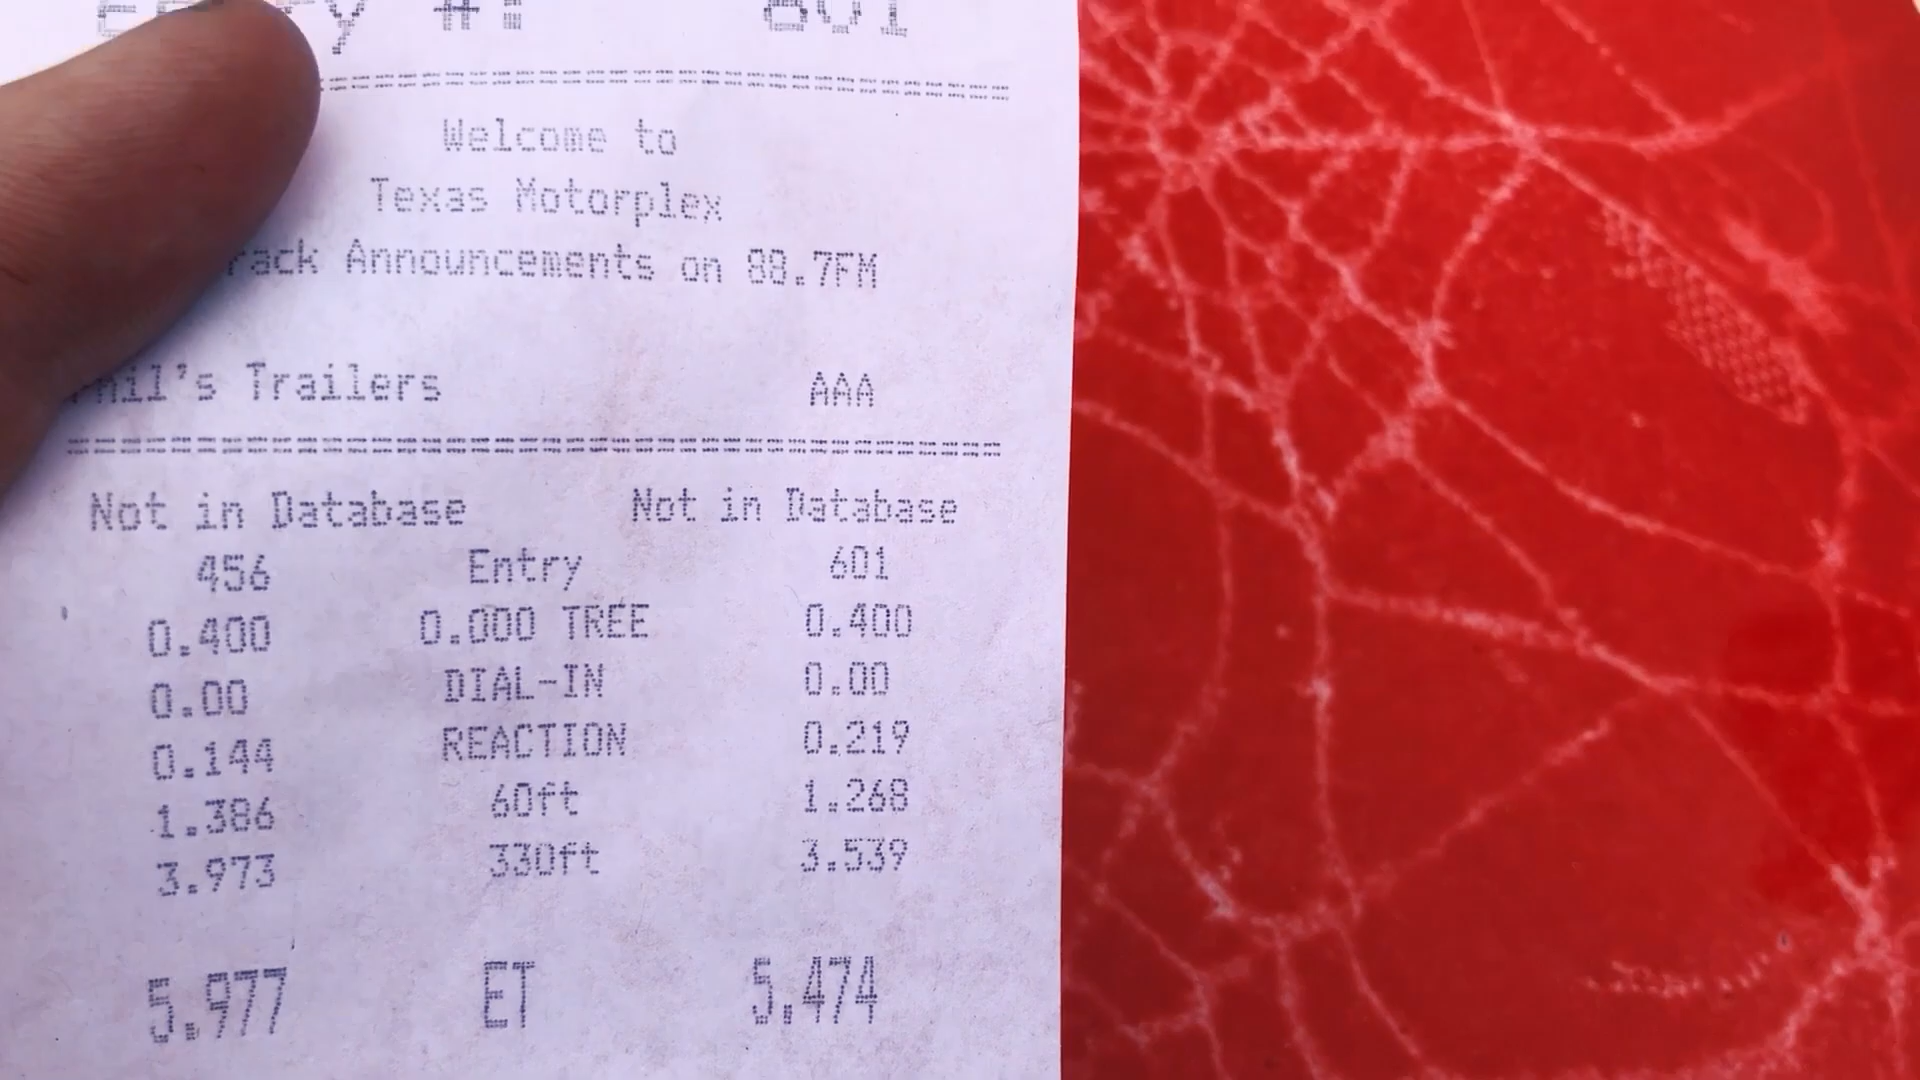 601
Welcome to
Texas Motorplex
Announcements on 88.7FM
Trailers AAA
Not in Database Not in Database
456 Entry 601
0.400 0.000 TREE 0.400
0.00 DIAL-IN 0.00
0.144 REACTION 0.219
1.386 60ft 1.268
3.973 330ft 3.539
5.977 ET 5.474